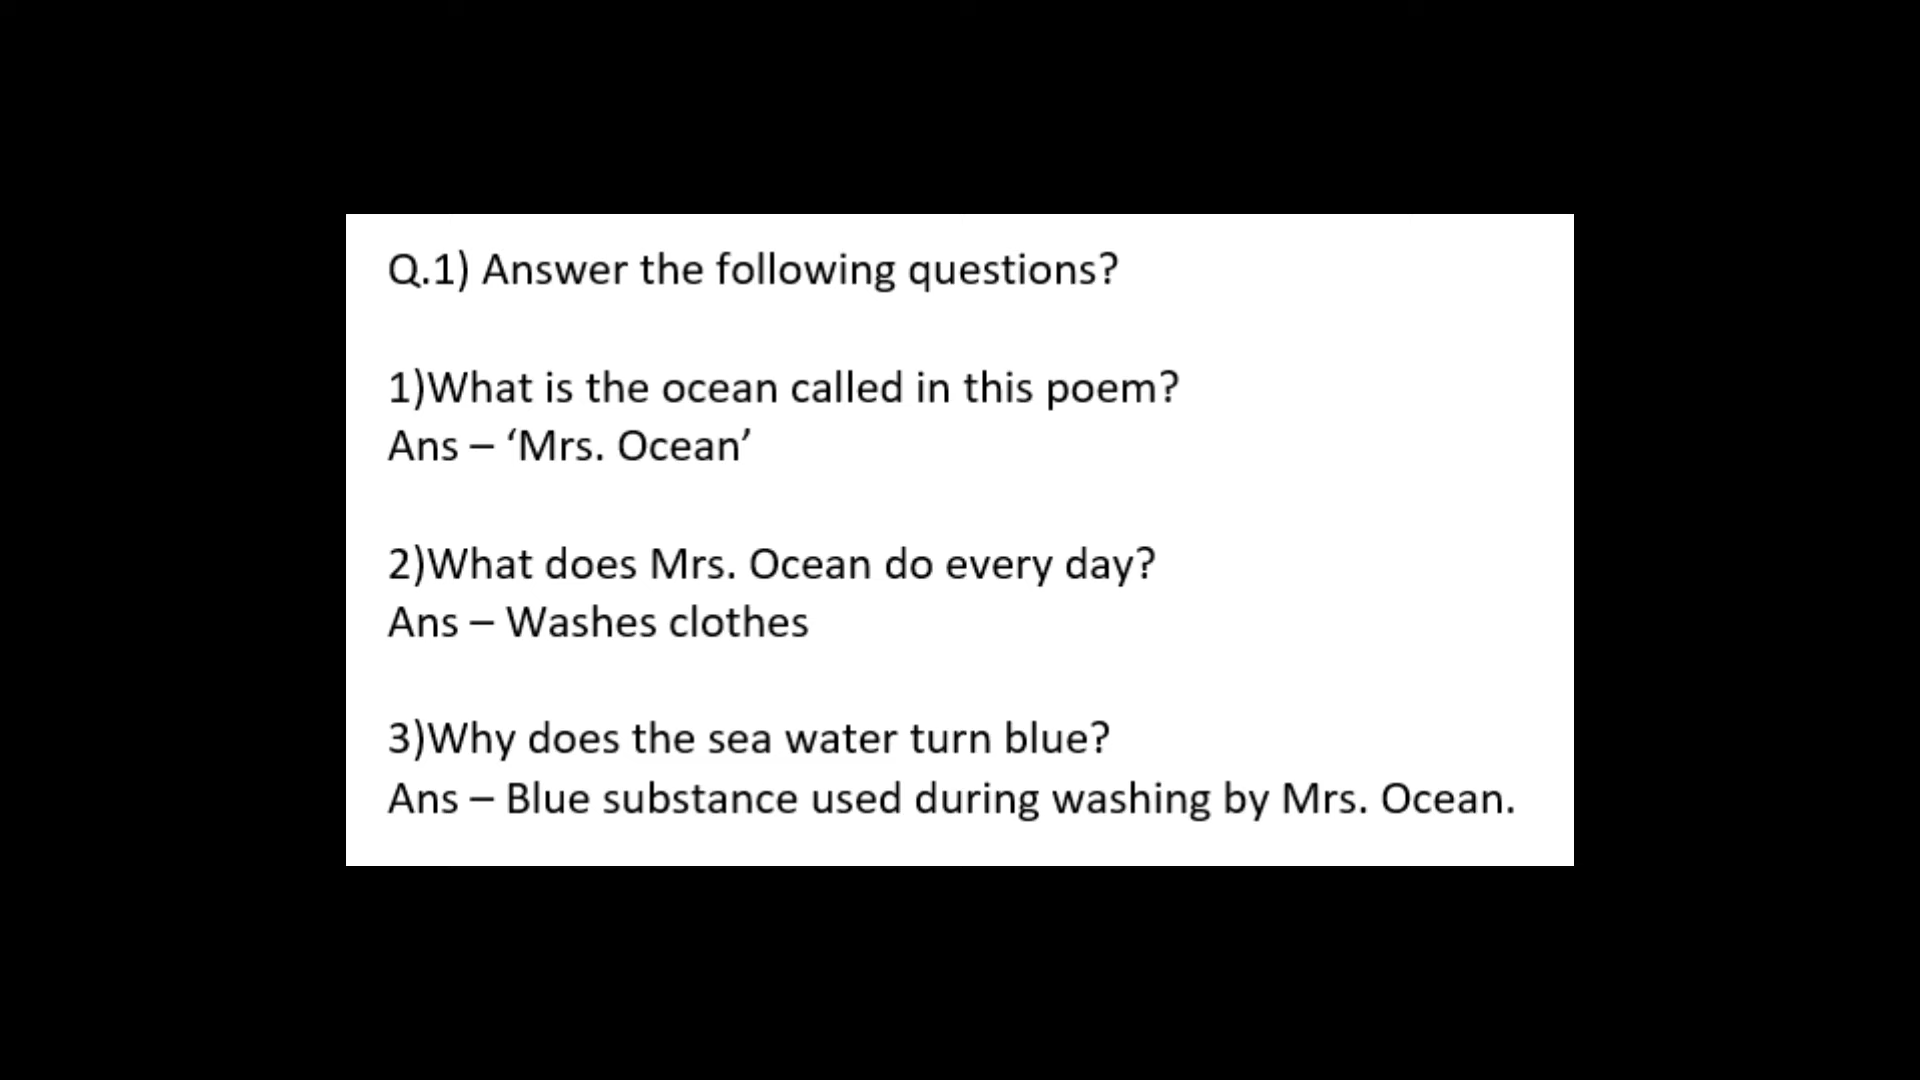 Q.1) Answer the following questions?
1)What is the ocean called in this poem?
Ans – ‘Mrs. Ocean’
2)What does Mrs. Ocean do every day?
Ans – Washes clothes
3)Why does the sea water turn blue?
Ans – Blue substance used during washing by Mrs. Ocean.